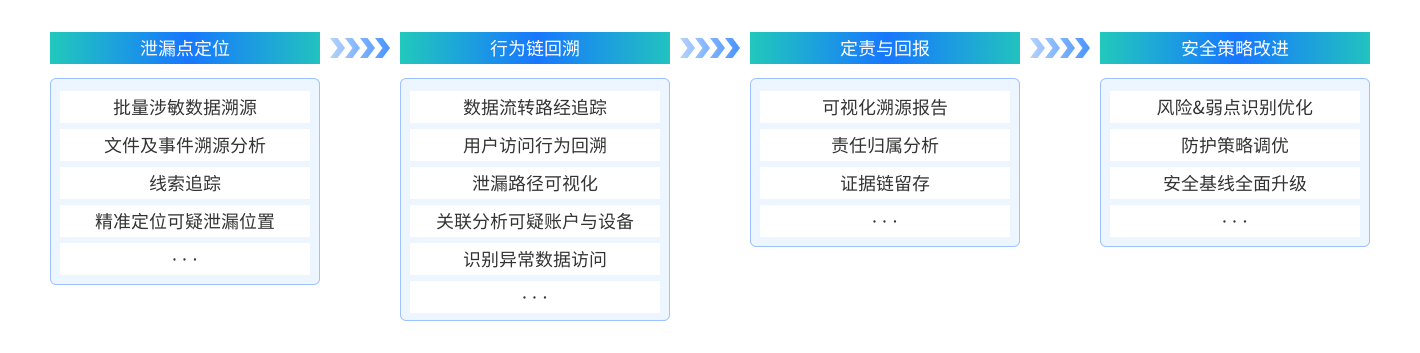 泄漏点定位
批量涉敏数据溯源
文件及事件溯源分析
线索追踪
精准定位可疑泄漏位置
...
行为链回溯
数据流转路经追踪
用户访问行为回溯
泄漏路径可视化
关联分析可疑账户与设备
识别异常数据访问
...
定责与回报
可视化溯源报告
责任归属分析
证据链留存
...
安全策略改进
风险&弱点识别优化
防护策略调优
安全基线全面升级
...